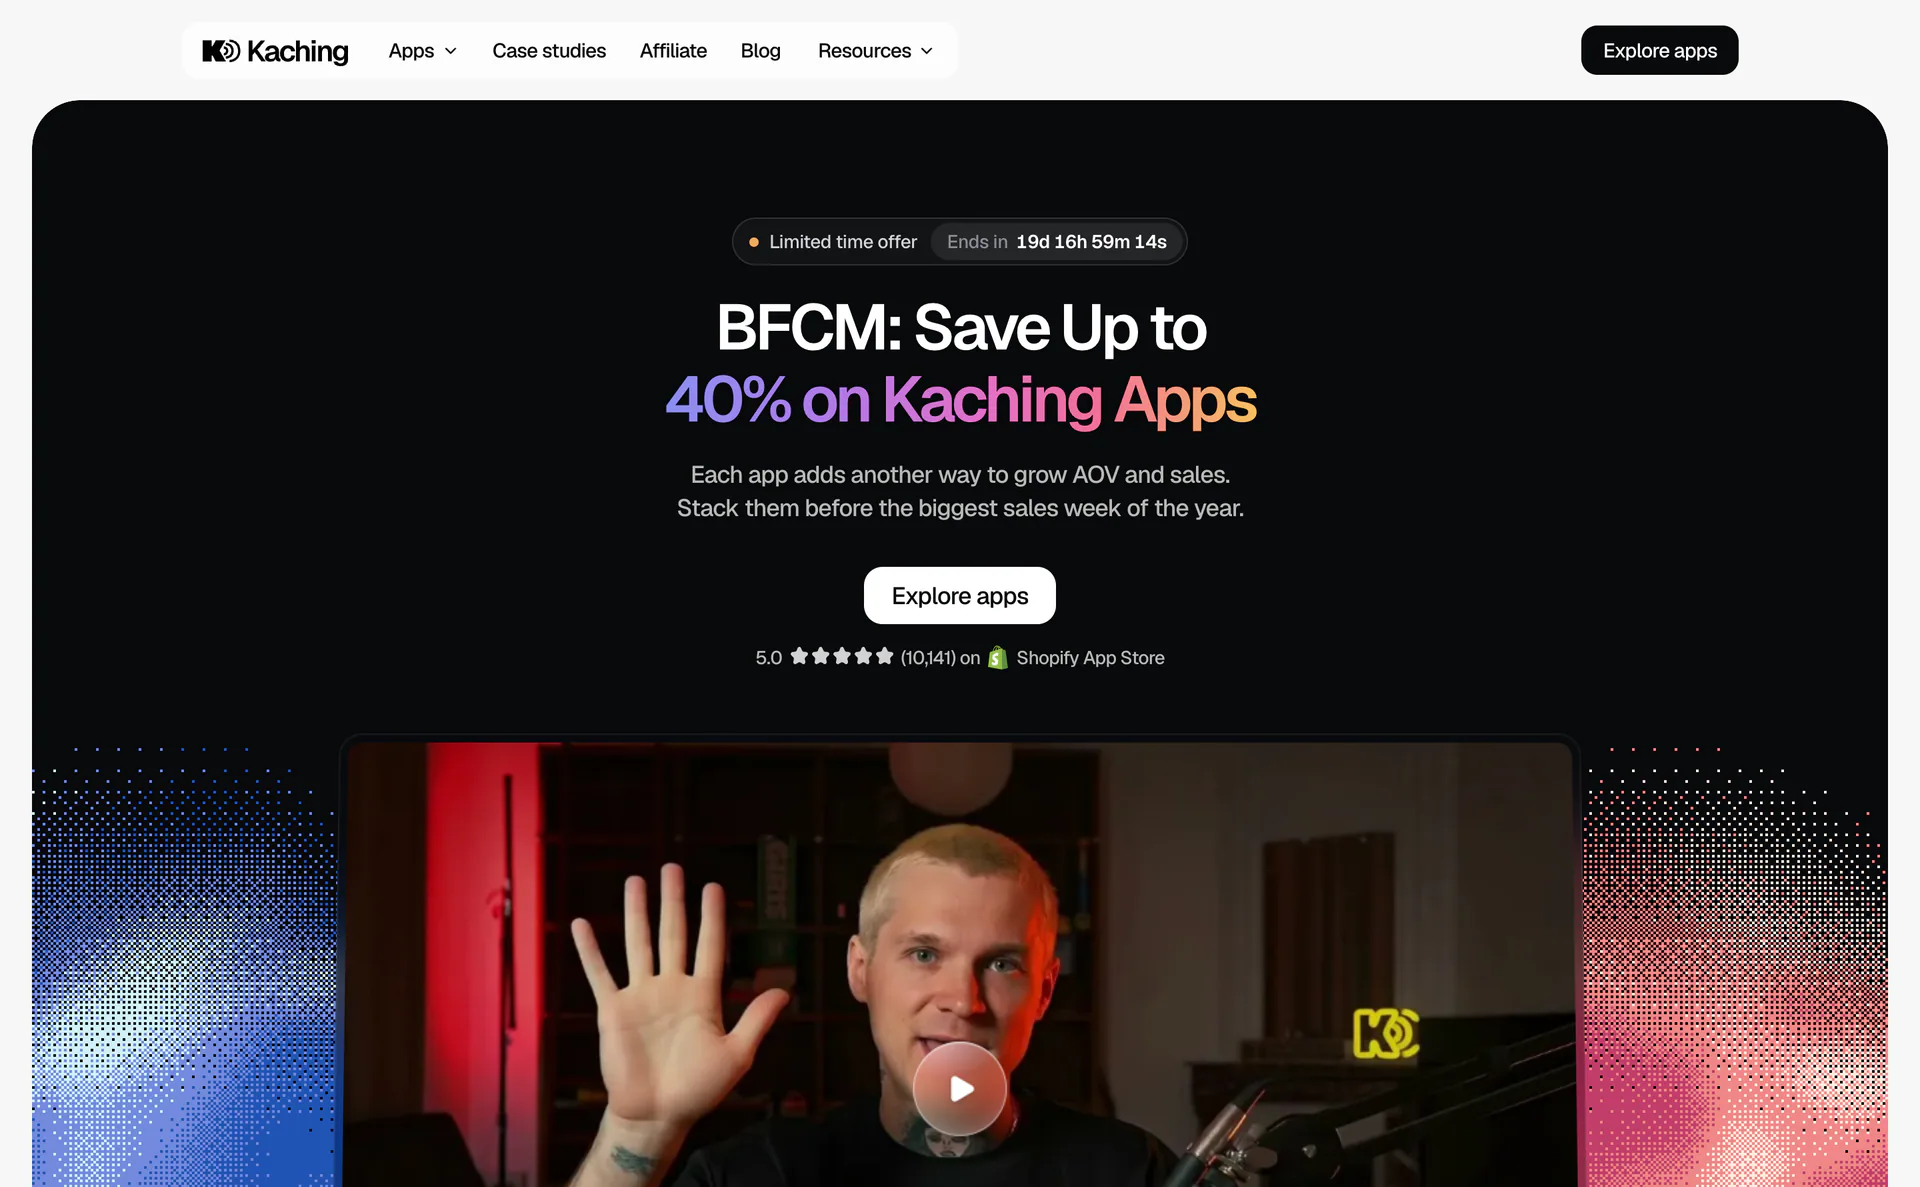 Kaching
Apps
Case studies
Affiliate
Blog
Resources
Explore apps
Limited time offer
Ends in 19d 16h 59m 14s
BFCM: Save Up to
40% on Kaching Apps
Each app adds another way to grow AOV and sales.
Stack them before the biggest sales week of the year.
Explore apps
5.0 (10,141) on Shopify App Store